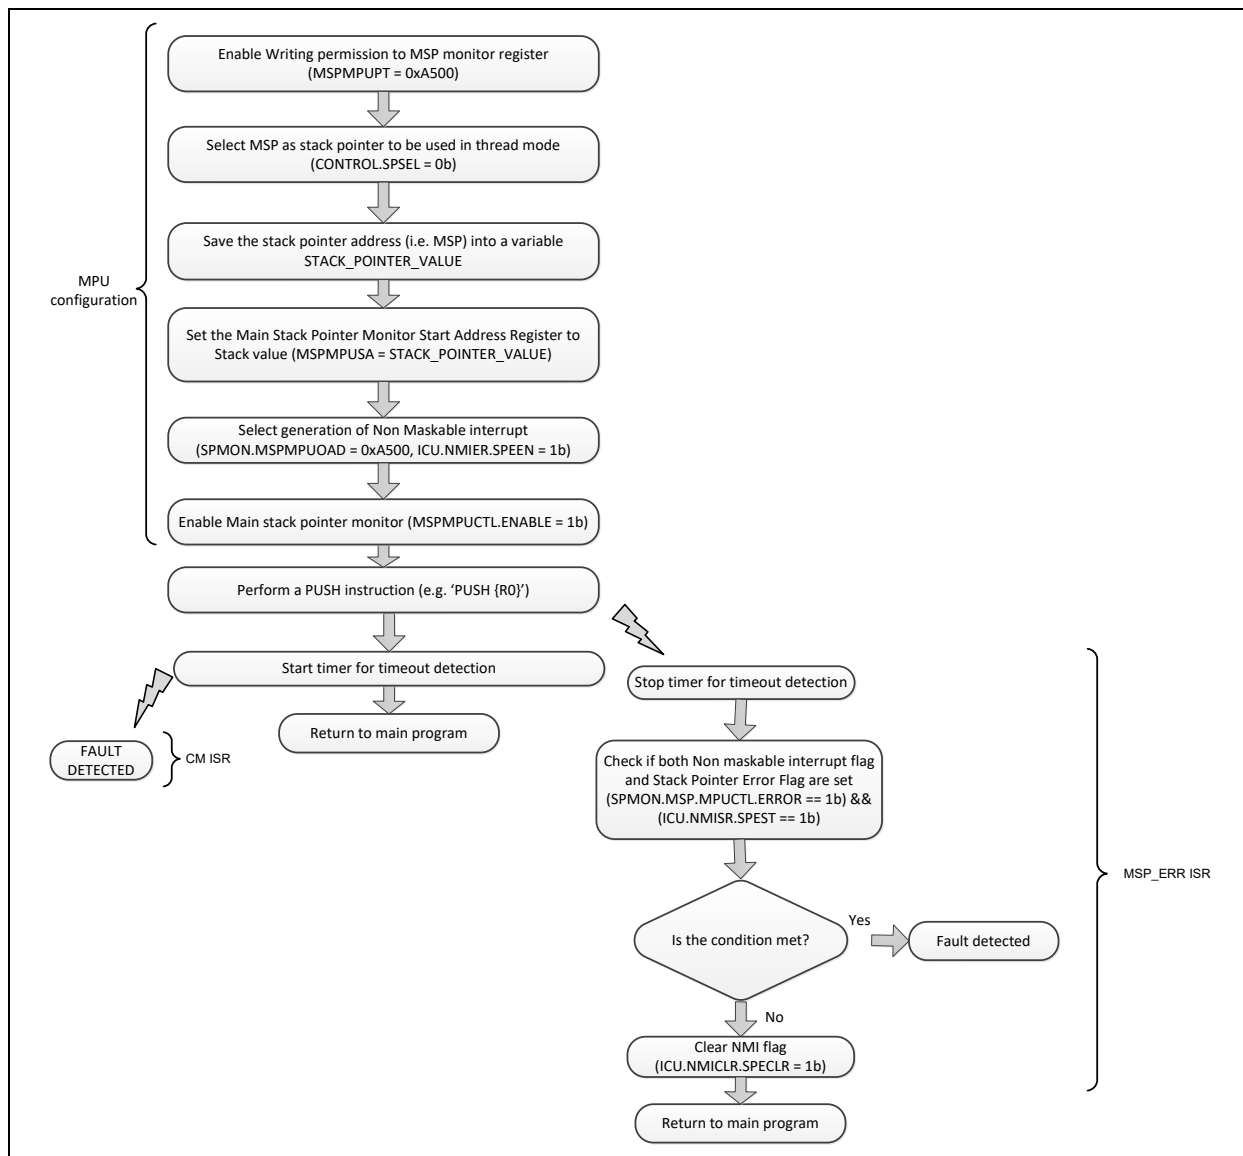 Enable Writing permission to MSP monitor register
(MSPMPUPT = 0xA500)
Select MSP as stack pointer to be used in thread mode
(CONTROL.SPSEL = 0b)
Save the stack pointer address (i.e. MSP) into a variable
STACK_POINTER_VALUE
MPU
configuration
Set the Main Stack Pointer Monitor Start Address Register to
Stack value (MSPMPUSA = STACK_POINTER_VALUE)
Select generation of Non Maskable interrupt
(SPMON.MSPMPUOAD = 0xA500, ICU.NMIER.SPEEN = 1b)
Enable Main stack pointer monitor (MSPMPUCTL.ENABLE = 1b)
Perform a PUSH instruction (e.g. ‘PUSH {R0}’)
Start timer for timeout detection
Return to main program
FAULT
DETECTED
CM ISR
Stop timer for timeout detection
Check if both Non maskable interrupt flag
and Stack Pointer Error Flag are set
(SPMON.MSP.MPUCTL.ERROR == 1b) &&
(ICU.NMISR.SPEST == 1b)
MSP_ERR ISR
Is the condition met?
Yes
Fault detected
No
Clear NMI flag
(ICU.NMICLR.SPECLR = 1b)
Return to main program